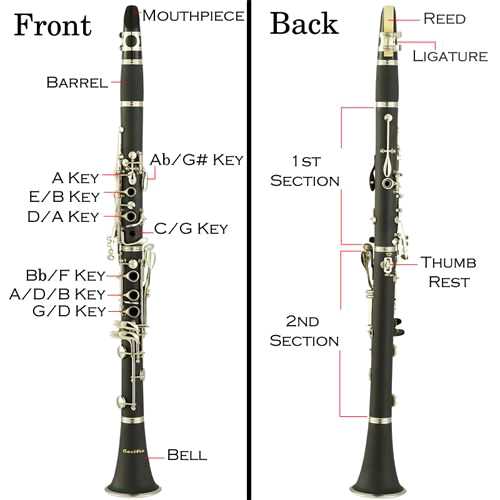 Front
MOUTHPIECE
BARREL
Ab/G# KEY
A KEY
E/B KEY
D/A KEY
C/G KEY
Bb/F KEY
A/D/B KEY
G/D KEY
BELL
Back
REED
LIGATURE
1ST
SECTION
THUMB
REST
2ND
SECTION